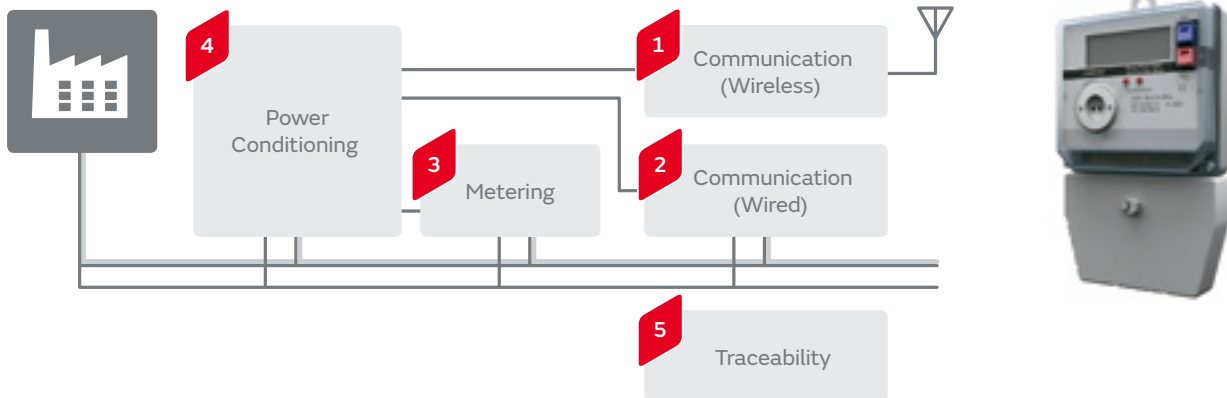 4
Power
Conditioning
1
Communication
(Wireless)
3
Metering
2
Communication
(Wired)
5
Traceability